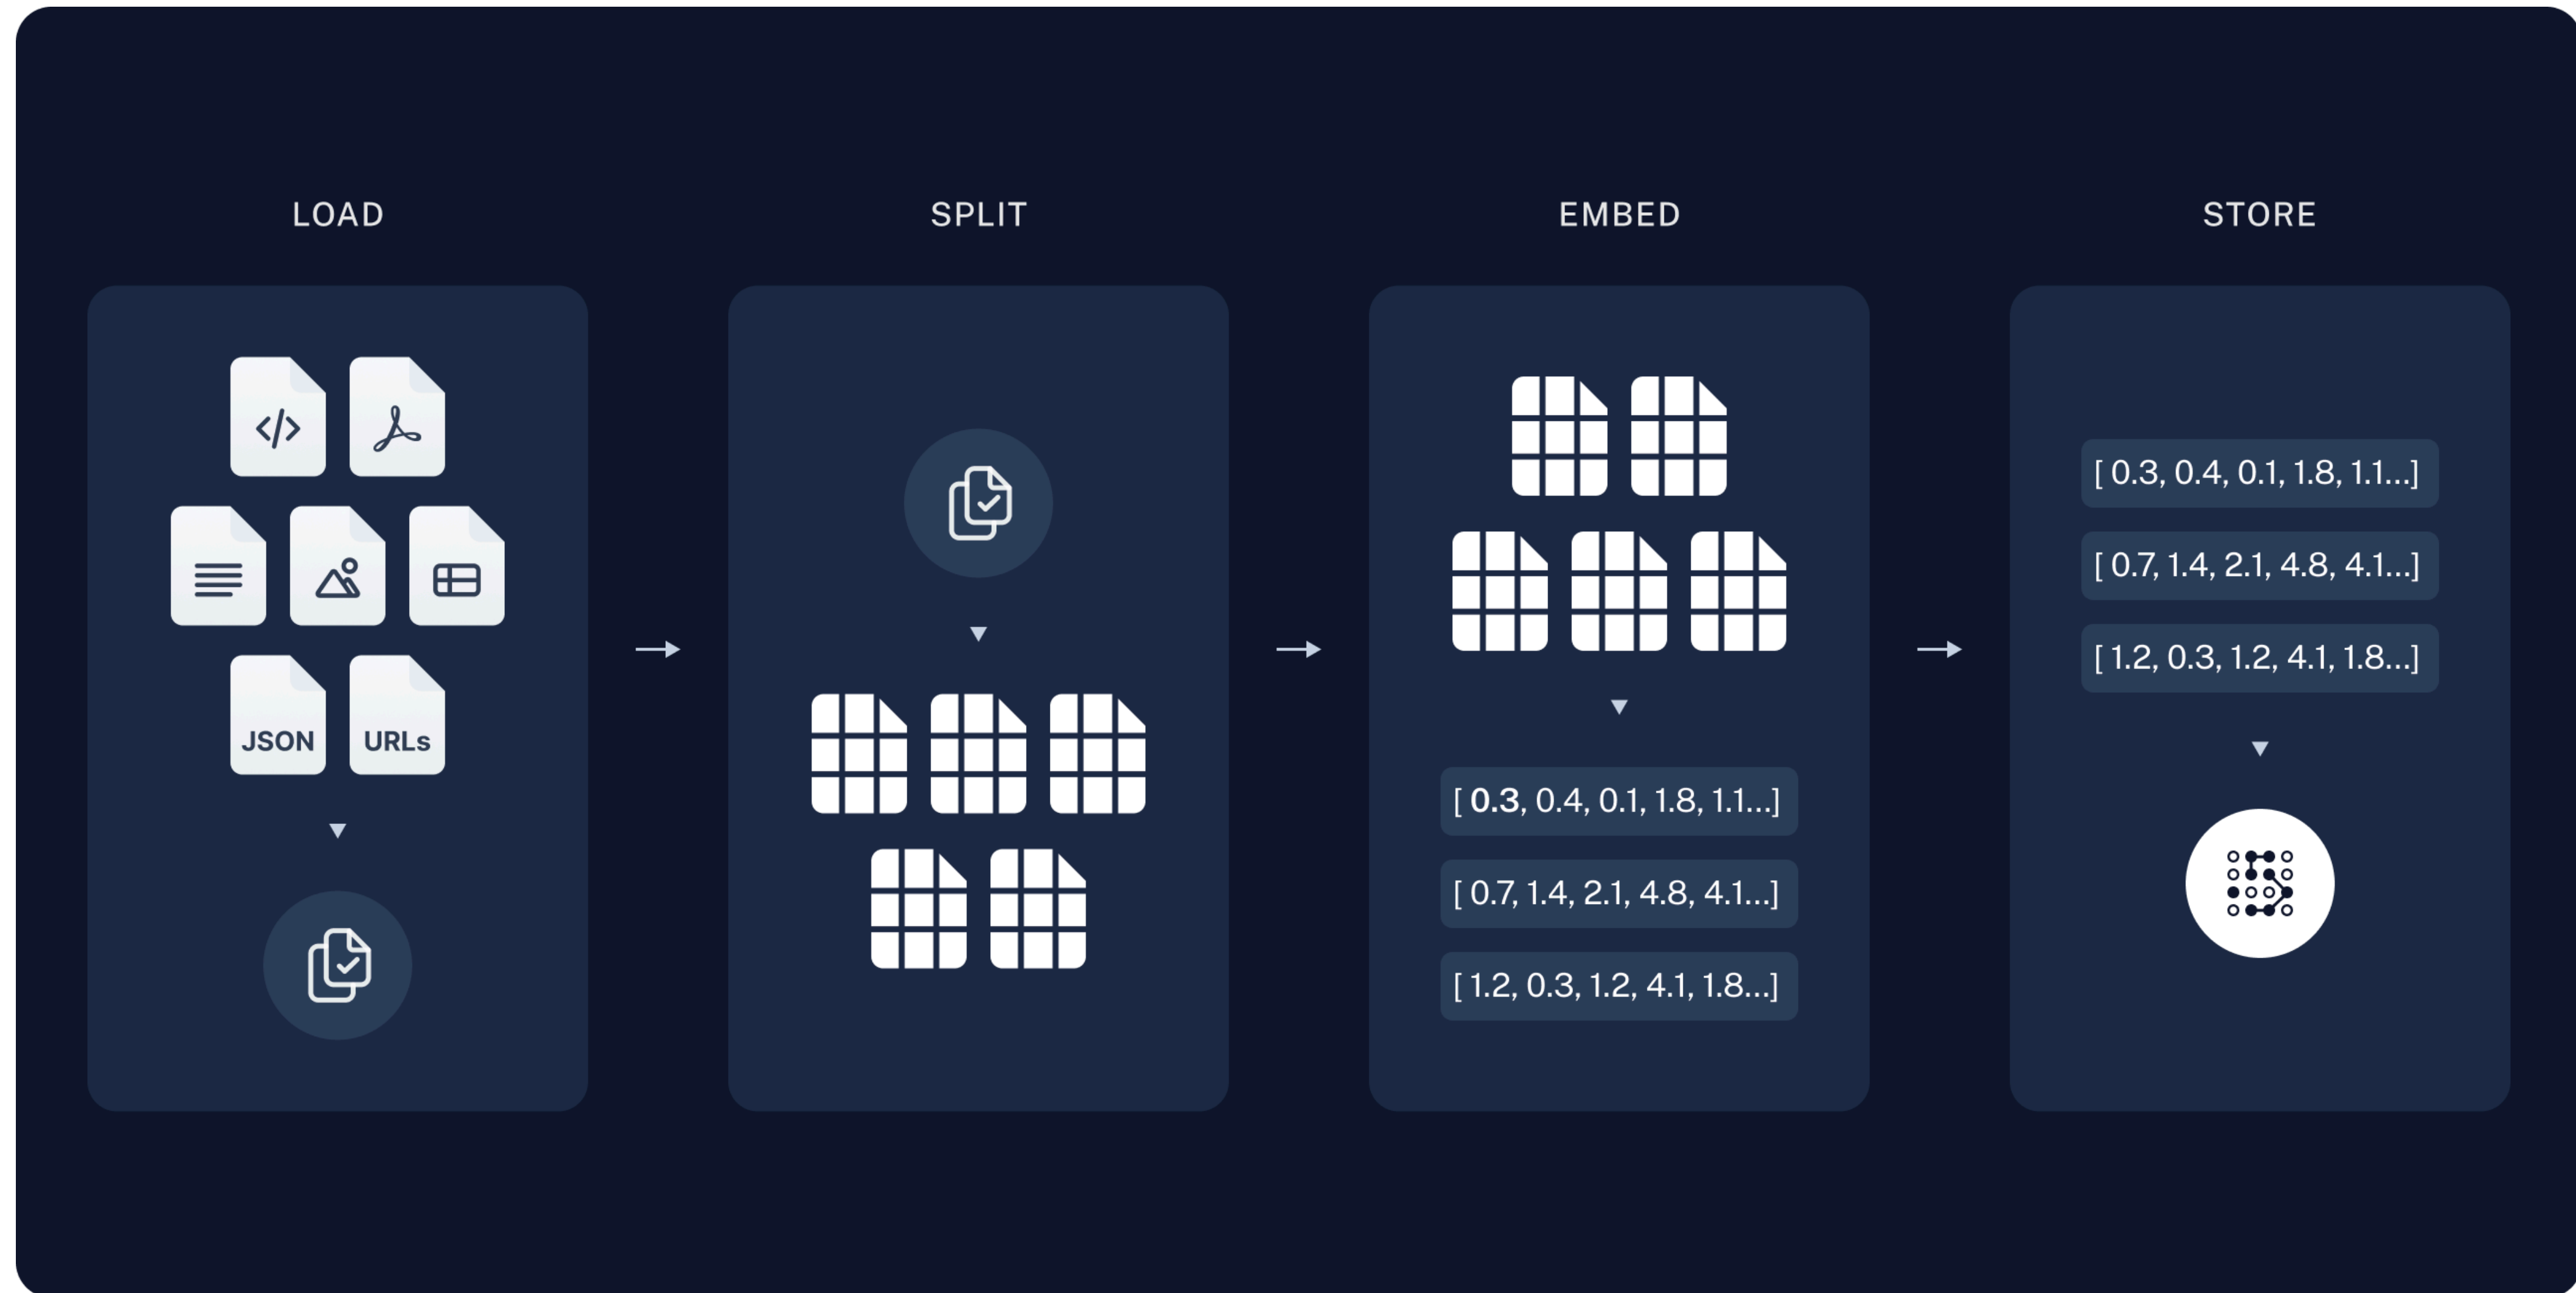 LOAD
SPLIT
EMBED
STORE
JSON
URLs
[ 0.3, 0.4, 0.1, 1.8, 1.1...]
[ 0.7, 1.4, 2.1, 4.8, 4.1...]
[ 1.2, 0.3, 1.2, 4.1, 1.8...]
[ 0.3, 0.4, 0.1, 1.8, 1.1...]
[ 0.7, 1.4, 2.1, 4.8, 4.1...]
[ 1.2, 0.3, 1.2, 4.1, 1.8...]